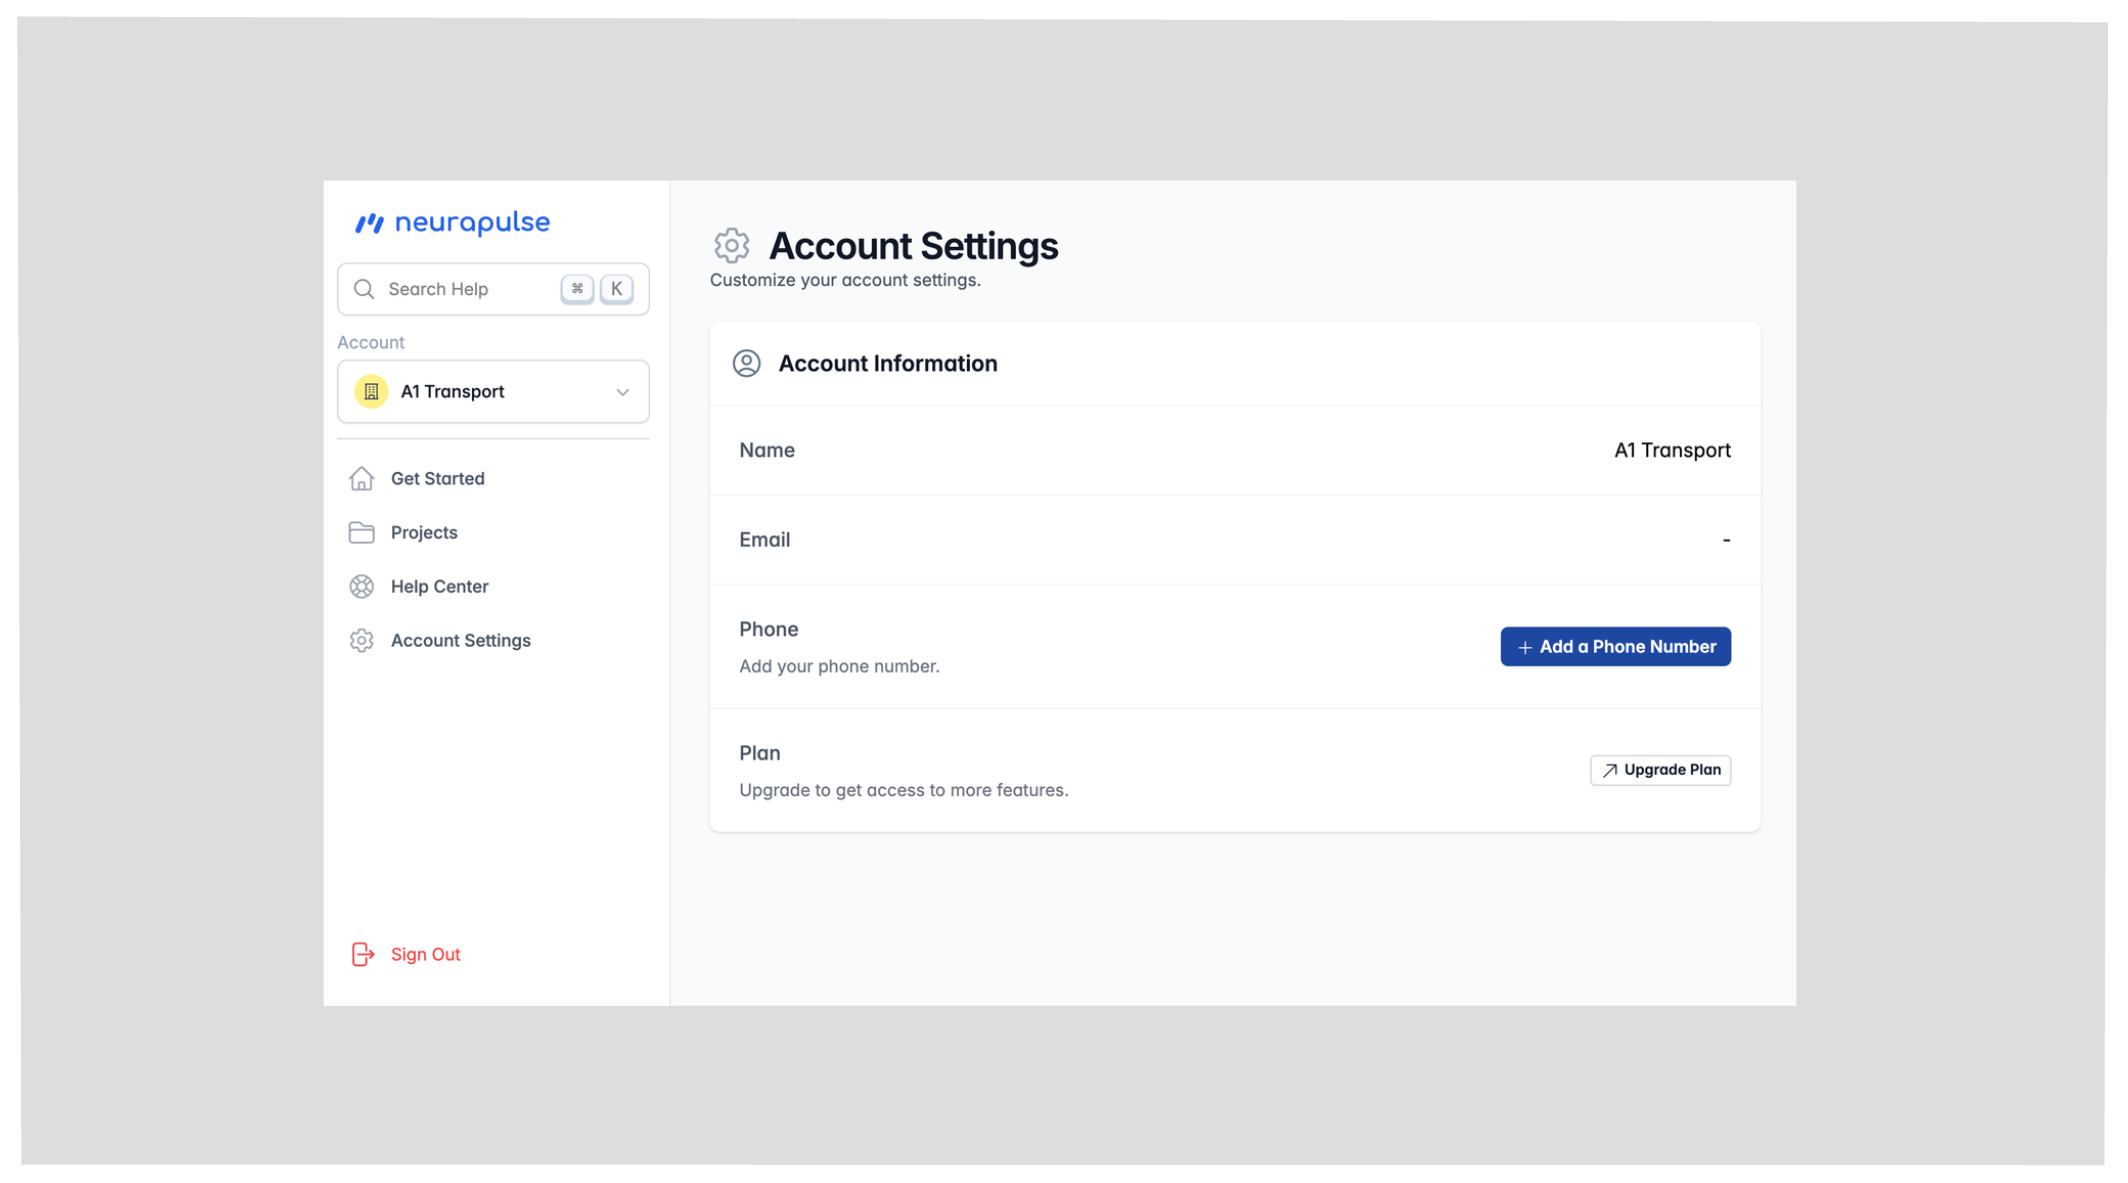 neurapulse
Search Help ⌘ K
Account
A1 Transport
Get Started
Projects
Help Center
Account Settings
Sign Out
Account Settings
Customize your account settings.
Account Information
Name A1 Transport
Email -
Phone
Add your phone number.
+ Add a Phone Number
Plan
Upgrade to get access to more features.
Upgrade Plan